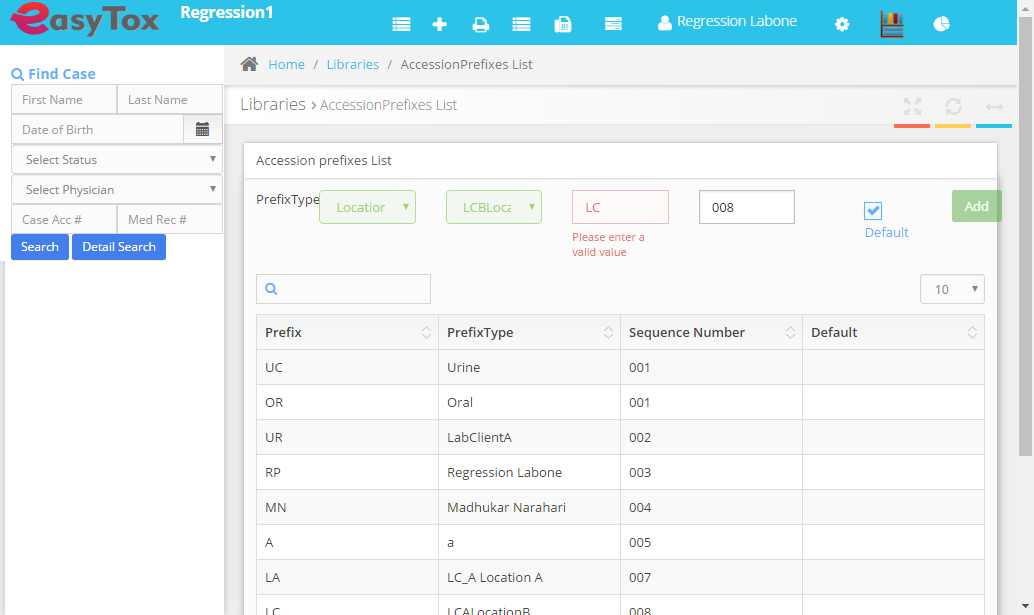 easyTox
Regression1
Regression Labone
Find Case
First Name
Last Name
Date of Birth
Select Status
Select Physician
Case Acc #
Med Rec #
Search
Detail Search
Home / Libraries / AccessionPrefixes List
Libraries › AccessionPrefixes List
Accession prefixes List
PrefixType
Location
LCBLoca
LC
008
Add
Please enter a
valid value
Default
10
Prefix PrefixType Sequence Number Default
UC Urine 001
OR Oral 001
UR LabClientA 002
RP Regression Labone 003
MN Madhukar Narahari 004
A a 005
LA LC_A Location A 007
LC LCALocationB 008